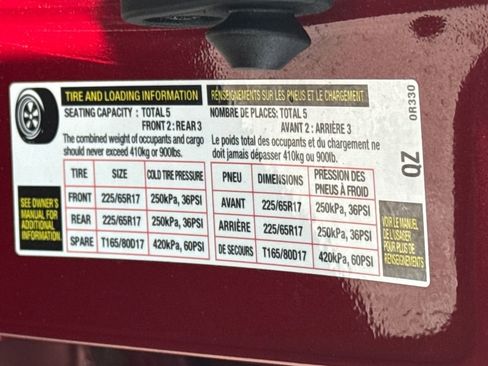 TIRE AND LOADING INFORMATION
SEATING CAPACITY : TOTAL 5
FRONT 2 : REAR 3
The combined weight of occupants and cargo
should never exceed 410kg or 900lbs.
TIRE SIZE COLD TIRE PRESSURE
FRONT 225/65R17 250kPa, 36PSI
REAR 225/65R17 250kPa, 36PSI
SPARE T165/80D17 420kPa, 60PSI
SEE OWNER'S
MANUAL FOR
ADDITIONAL
INFORMATION
RENSEIGNEMENTS SUR LES PNEUS ET LE CHARGEMENT
NOMBRE DE PLACES: TOTAL 5
AVANT 2 : ARRIÈRE 3
Le poids total des occupants et du chargement ne
doit jamais dépasser 410kg ou 900lb.
PNEU DIMENSIONS PRESSION DES
PNEUS À FROID
AVANT 225/65R17 250kPa, 36PSI
ARRIÈRE 225/65R17 250kPa, 36PSI
DE SECOURS T165/80D17 420kPa, 60PSI
VOIR LE MANUEL
DE L'USAGER
POUR PLUS DE
RENSEIGNEMENTS
QZ
0R330